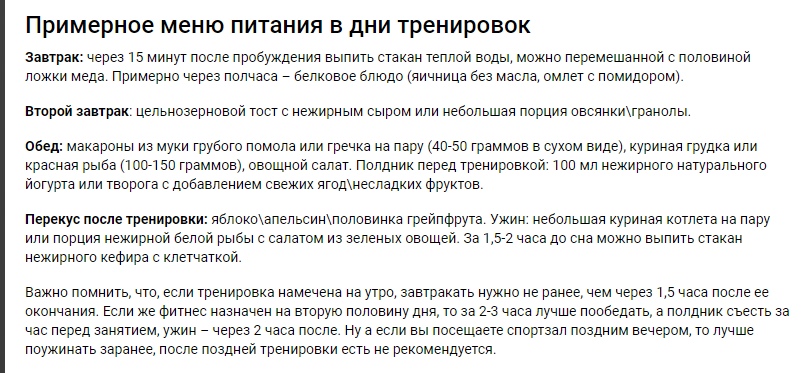 Примерное меню питания в дни тренировок
Завтрак: через 15 минут после пробуждения выпить стакан теплой воды, можно перемешанной с половиной
ложки меда. Примерно через полчаса – белковое блюдо (яичница без масла, омлет с помидором).
Второй завтрак: цельнозерновой тост с нежирным сыром или небольшая порция овсянки\гранолы.
Обед: макароны из муки грубого помола или гречка на пару (40-50 граммов в сухом виде), куриная грудка или
красная рыба (100-150 граммов), овощной салат. Полдник перед тренировкой: 100 мл нежирного натурального
йогурта или творога с добавлением свежих ягод\несладких фруктов.
Перекус после тренировки: яблоко\апельсин\половинка грейпфрута. Ужин: небольшая куриная котлета на пару
или порция нежирной белой рыбы с салатом из зеленых овощей. За 1,5-2 часа до сна можно выпить стакан
нежирного кефира с клетчаткой.
Важно помнить, что, если тренировка намечена на утро, завтракать нужно не ранее, чем через 1,5 часа после ее
окончания. Если же фитнес назначен на вторую половину дня, то за 2-3 часа лучше пообедать, а полдник съесть за
час перед занятием, ужин – через 2 часа после. Ну а если вы посещаете спортзал поздним вечером, то лучше
поужинать заранее, после поздней тренировки есть не рекомендуется.